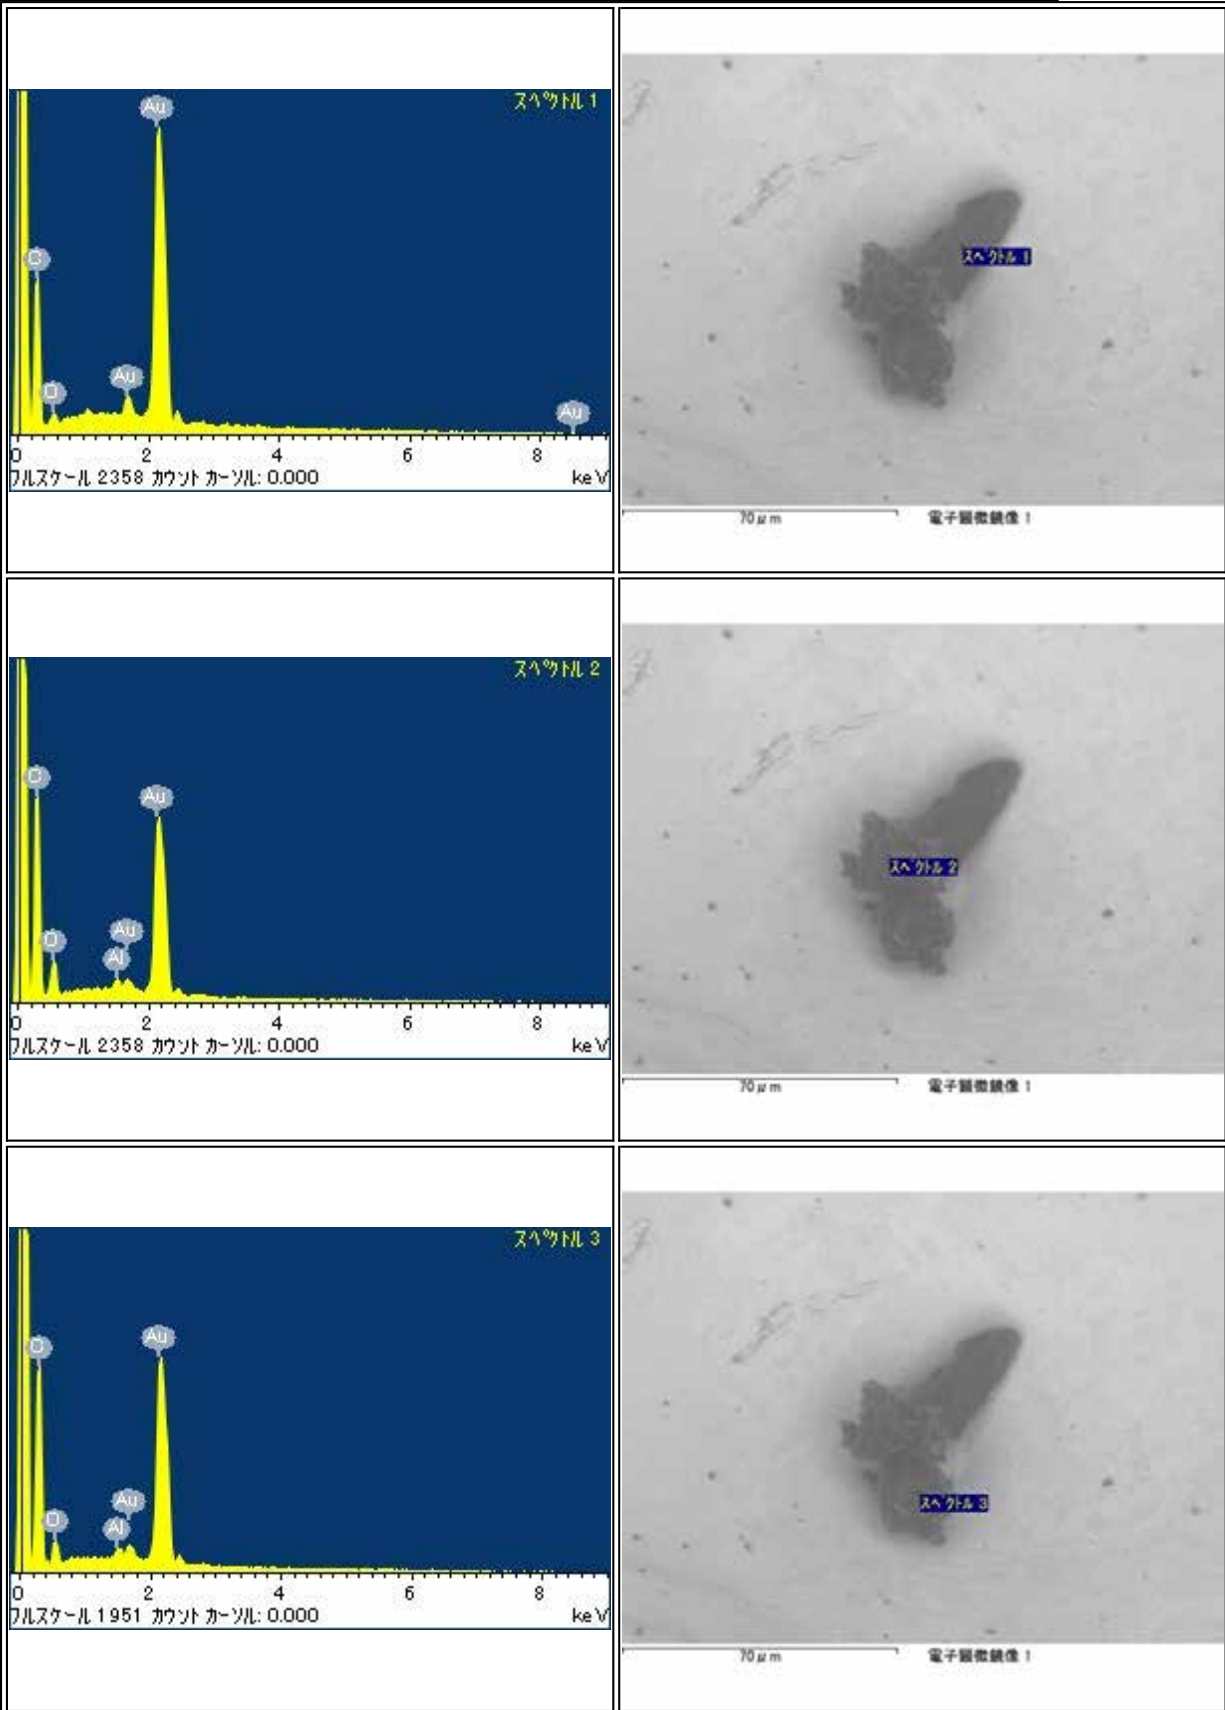 スペクトル 1
Au
C
Au
O
Au
0 2 4 6 8
フルスケール 2358 カウント カーソル: 0.000 keV
スペクトル 1
70μm 電子顕微鏡像 1
スペクトル 2
C
Au
O
Au
Al
0 2 4 6 8
フルスケール 2358 カウント カーソル: 0.000 keV
スペクトル 2
70μm 電子顕微鏡像 1
スペクトル 3
C
Au
O
Au
Al
0 2 4 6 8
フルスケール 1951 カウント カーソル: 0.000 keV
スペクトル 3
70μm 電子顕微鏡像 1